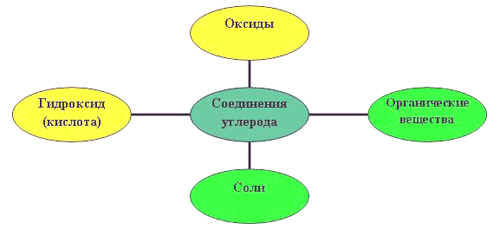 Оксиды
Гидроксид
(кислота)
Соединения
углерода
Органические
вещества
Соли